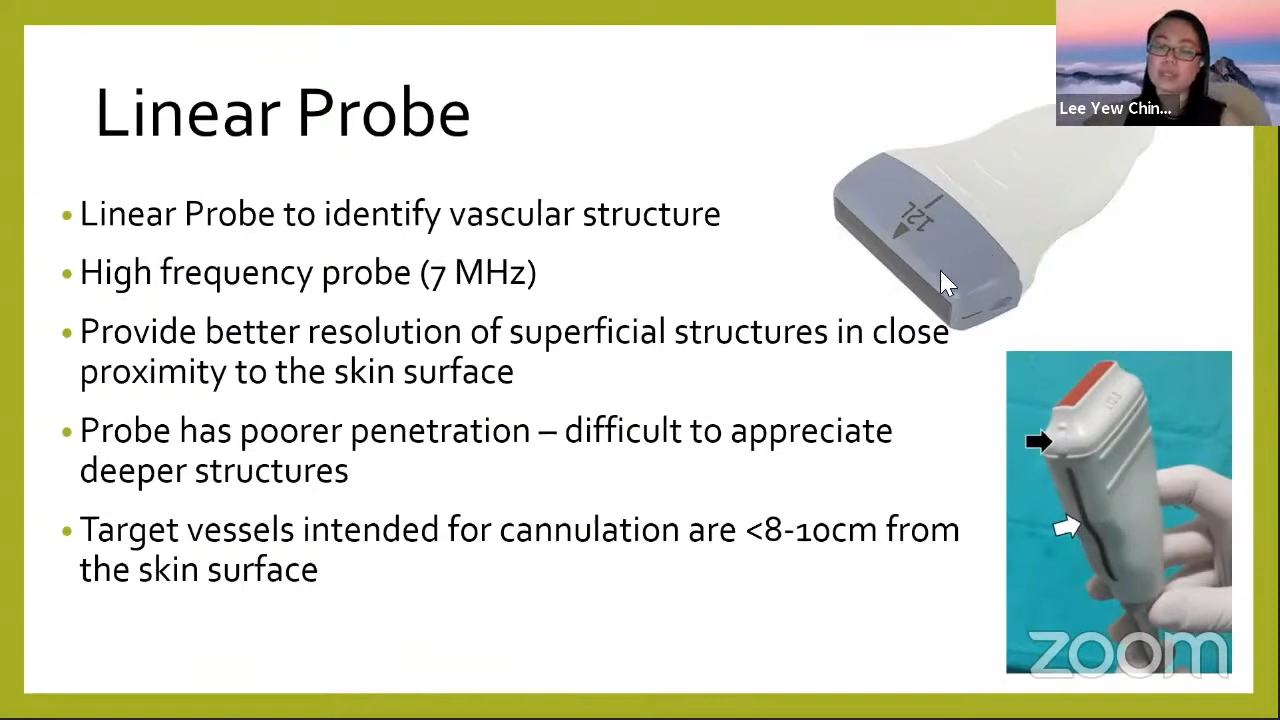 Linear Probe
Lee Yew Chin...
• Linear Probe to identify vascular structure
• High frequency probe (7 MHz)
• Provide better resolution of superficial structures in close
proximity to the skin surface
• Probe has poorer penetration – difficult to appreciate
deeper structures
• Target vessels intended for cannulation are <8-10cm from
the skin surface
12L
zoom